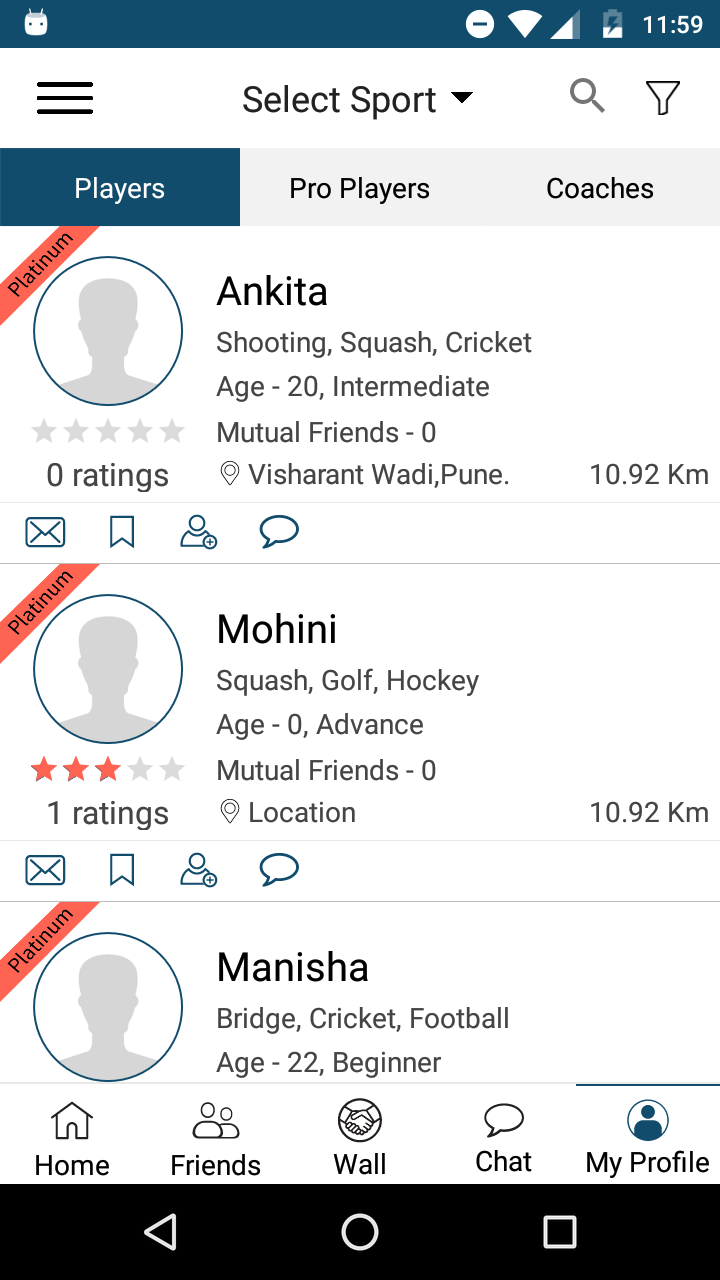 11:59
Select Sport
Players Pro Players Coaches
Platinum
Ankita
Shooting, Squash, Cricket
Age - 20, Intermediate
Mutual Friends - 0
0 ratings Visharant Wadi,Pune. 10.92 Km
Platinum
Mohini
Squash, Golf, Hockey
Age - 0, Advance
Mutual Friends - 0
1 ratings Location 10.92 Km
Platinum
Manisha
Bridge, Cricket, Football
Age - 22, Beginner
Home Friends Wall Chat My Profile